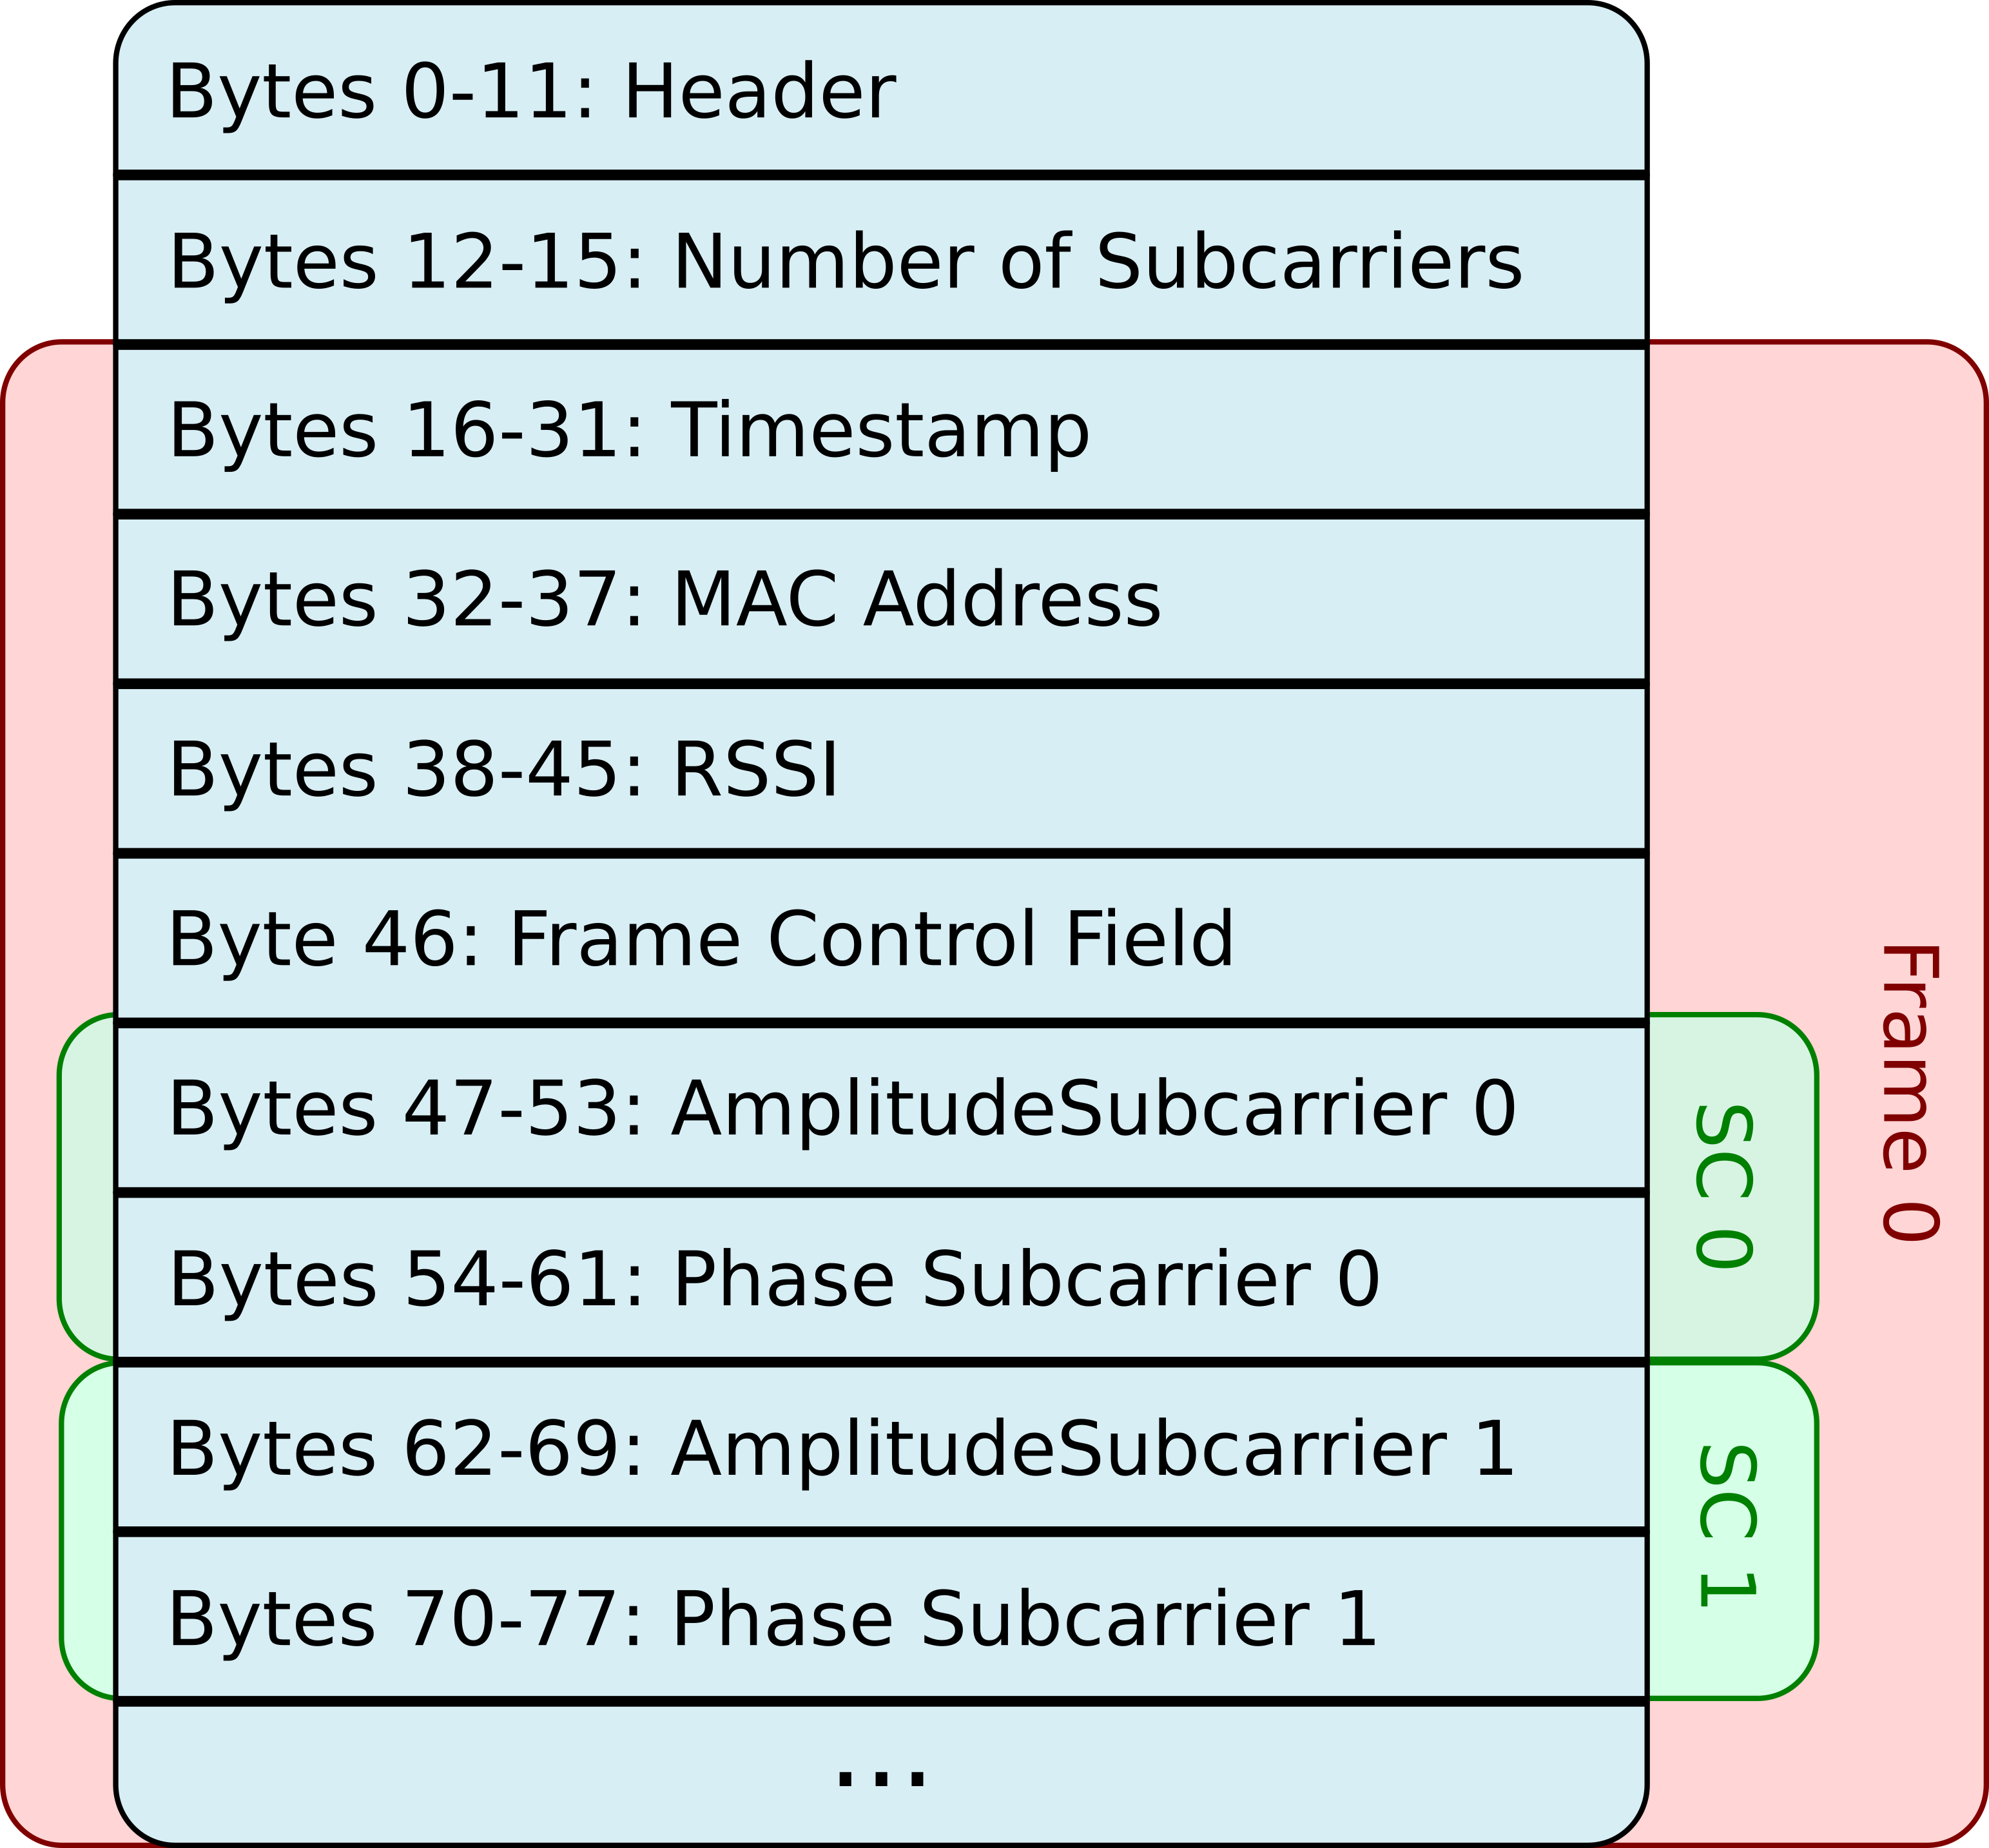 Bytes 0-11: Header
Bytes 12-15: Number of Subcarriers
Bytes 16-31: Timestamp
Bytes 32-37: MAC Address
Bytes 38-45: RSSI
Byte 46: Frame Control Field
Bytes 47-53: AmplitudeSubcarrier 0
Bytes 54-61: Phase Subcarrier 0
Bytes 62-69: AmplitudeSubcarrier 1
Bytes 70-77: Phase Subcarrier 1
...
sc 0
sc 1
Frame 0